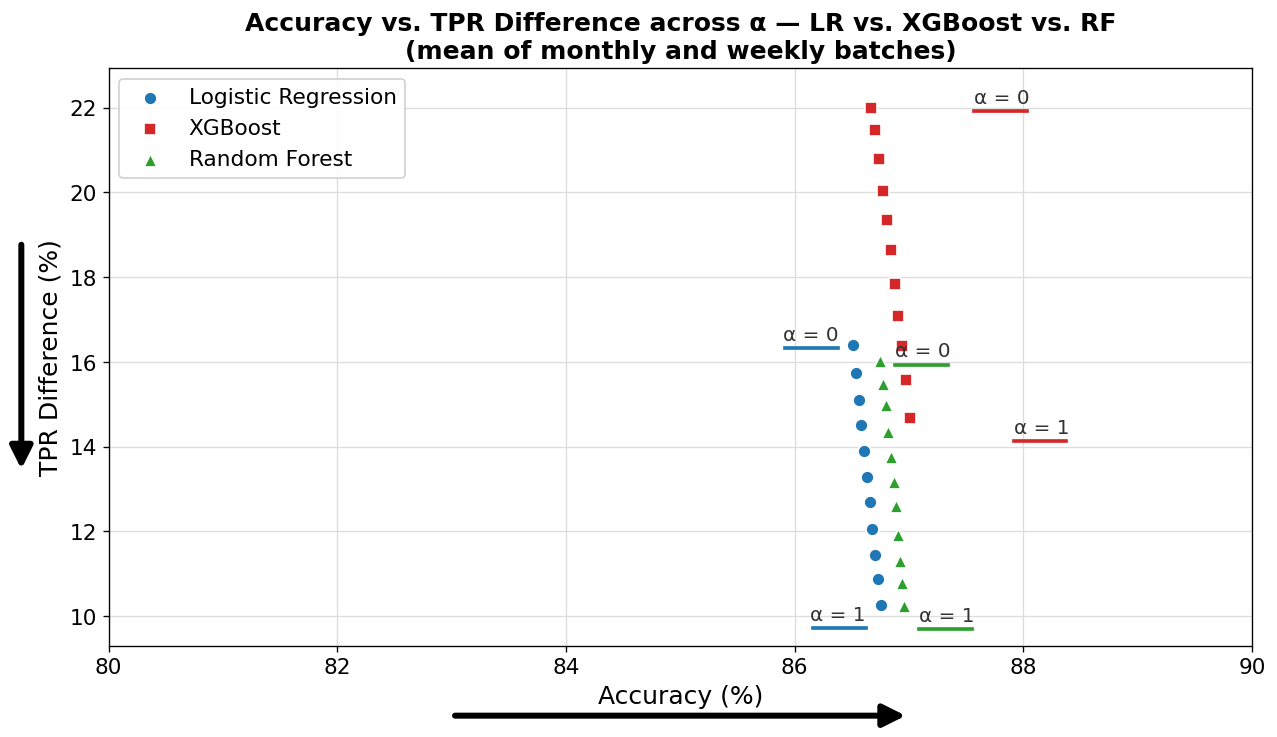 Accuracy vs. TPR Difference across α — LR vs. XGBoost vs. RF
(mean of monthly and weekly batches)
Logistic Regression
XGBoost
Random Forest
α = 0
α = 0
α = 0
α = 1
α = 1
α = 1
22
20
18
16
14
12
10
TPR Difference (%)
80 82 84 86 88 90
Accuracy (%)